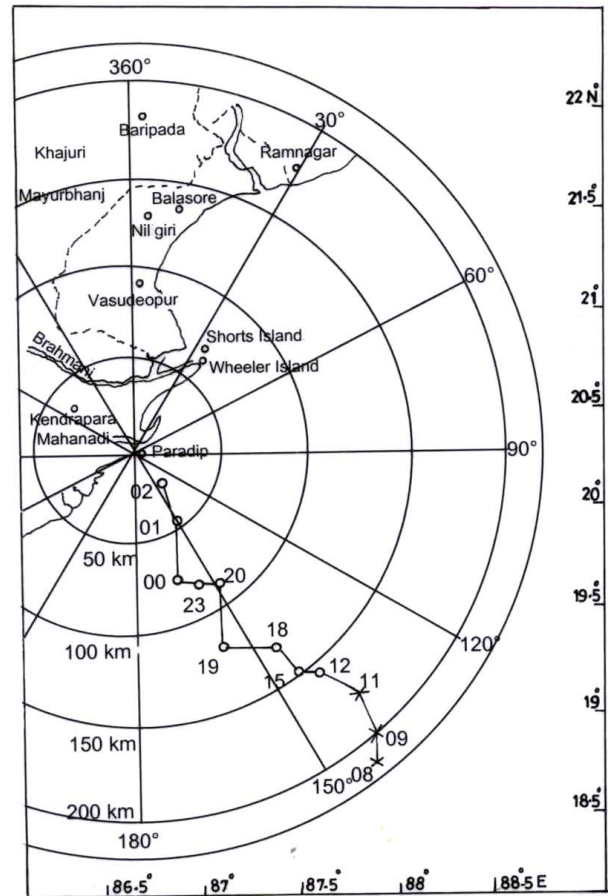 360°
22 N
Baripada
30°
Khajuri
Ramnagar
Mayurbhanj
Balasore
21.5
Nil giri
60°
Vasudeopur
21
Brahmani
Shorts Island
Wheeler Island
20.5
Kendrapara
Mahanadi
Paradip
90°
02
20
01
50 km
00
20
23
19.5
18
120°
100 km
19
15
12
11
19
09
150 km
150°
08
200 km
18.5
180°
86.5
87
87.5
88
88.5 E